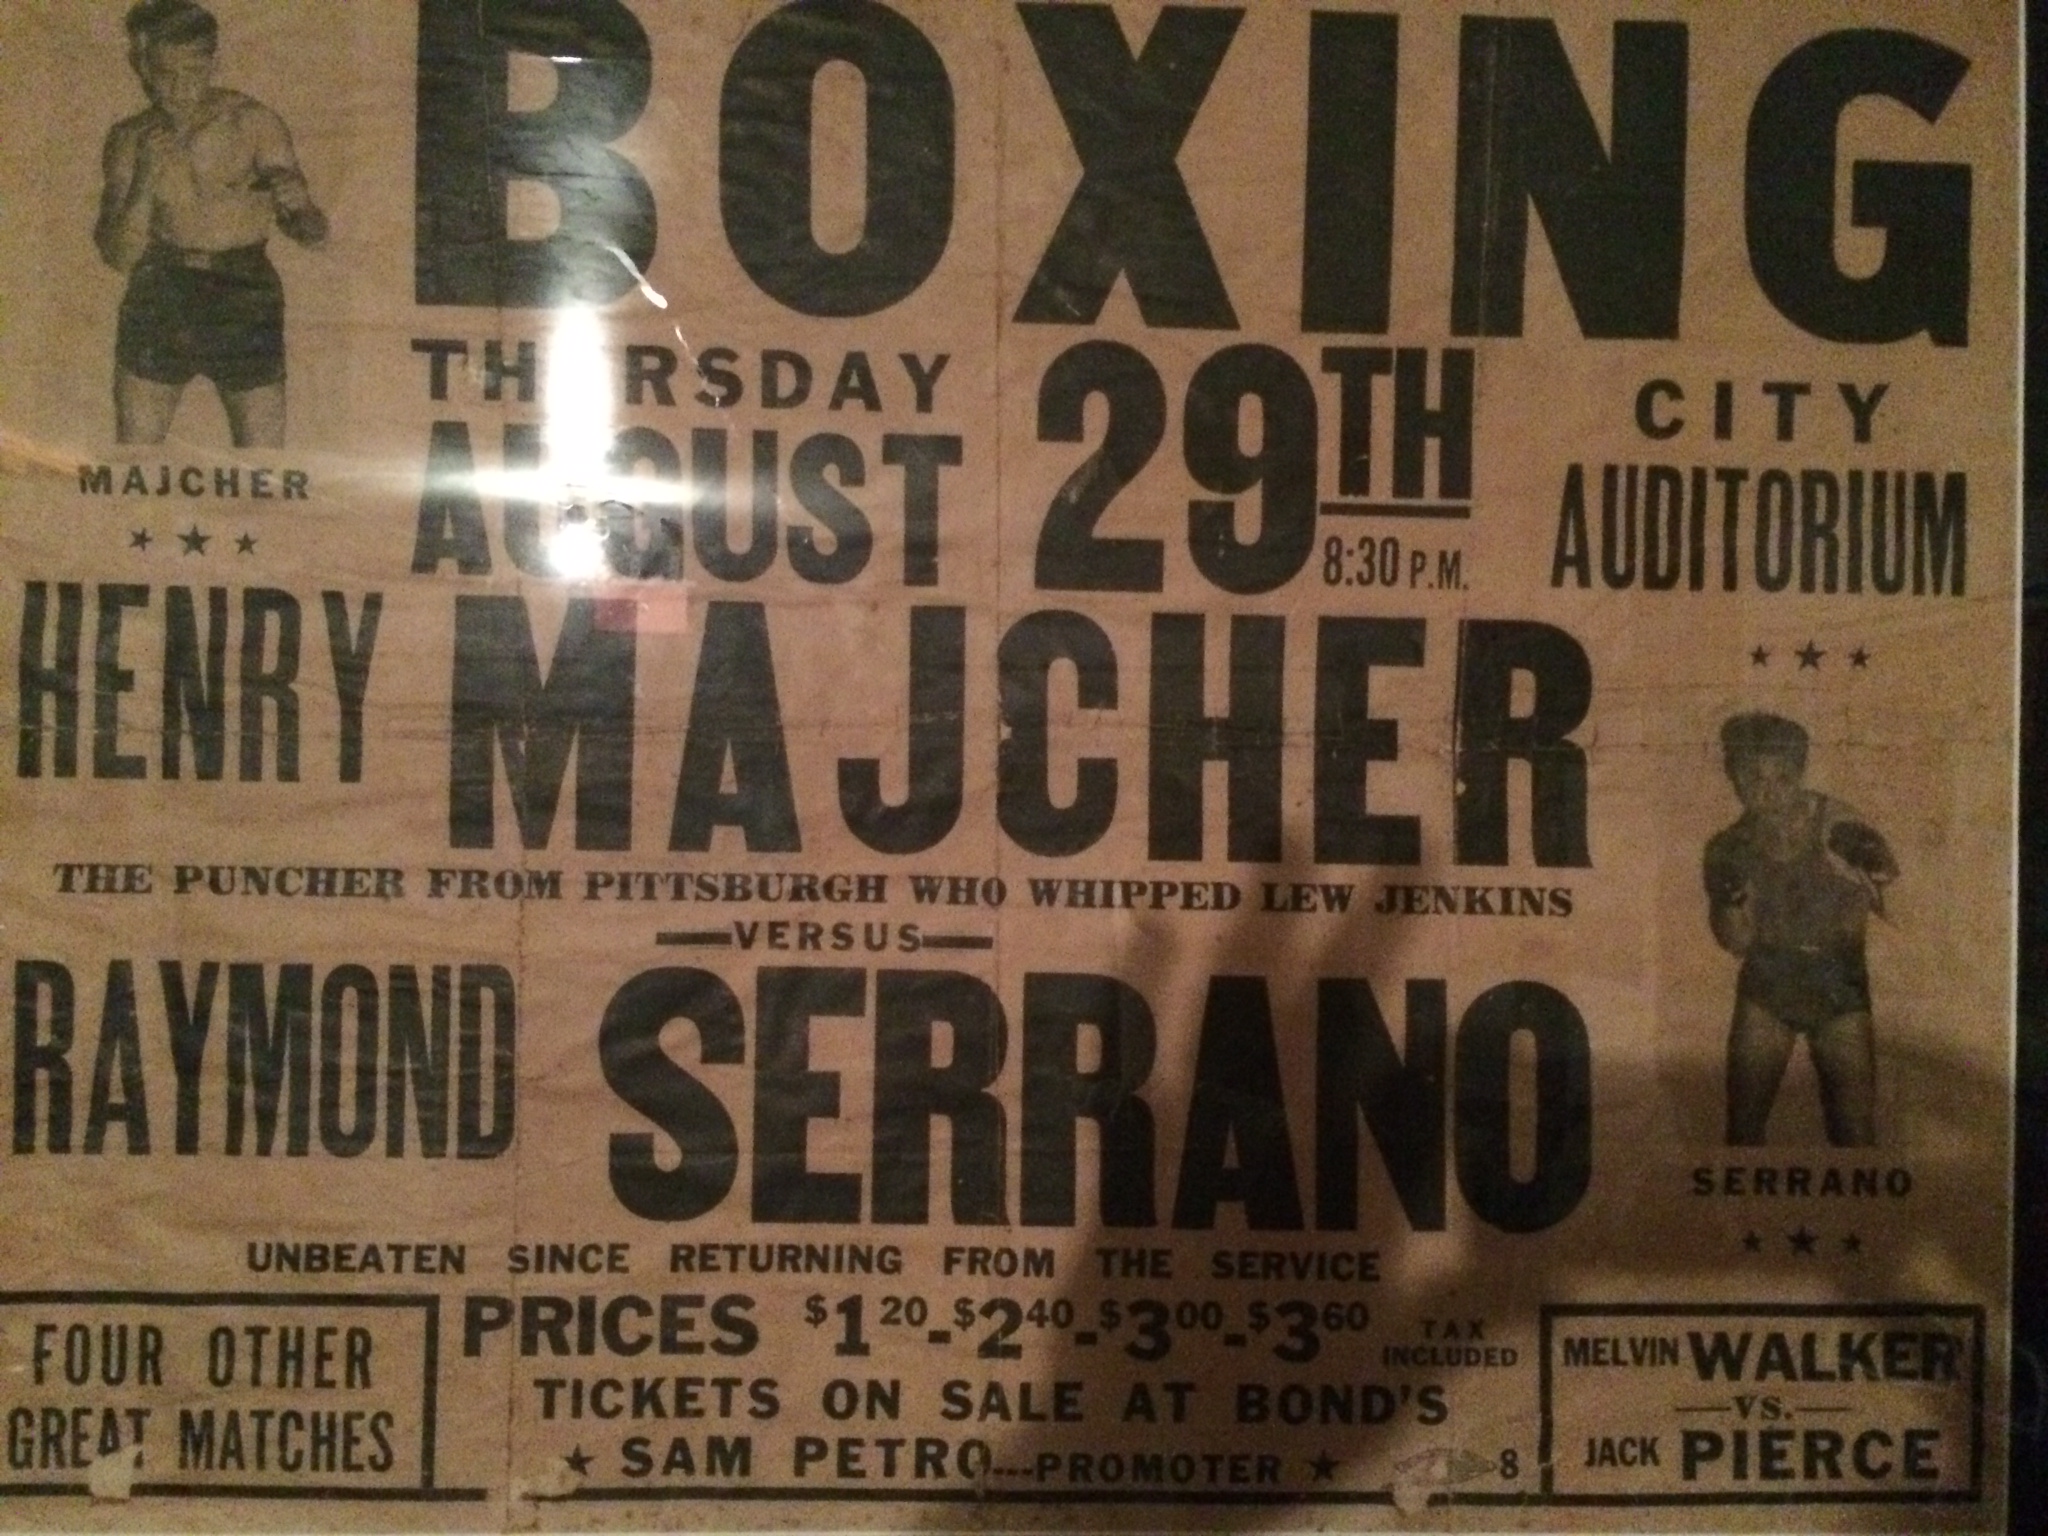 BOXING
THURSDAY
AUGUST 29TH
8:30 P.M.
CITY
AUDITORIUM
MAJCHER
HENRY MAJCHER
THE PUNCHER FROM PITTSBURGH WHO WHIPPED LEW JENKINS
VERSUS
RAYMOND SERRANO
SERRANO
UNBEATEN SINCE RETURNING FROM THE SERVICE
FOUR OTHER
GREAT MATCHES
PRICES $1.20-$2.40-$3.00-$3.60
TAX
INCLUDED
TICKETS ON SALE AT BOND'S
★ SAM PETRO---PROMOTER ★
8
MELVIN WALKER
—VS.—
JACK PIERCE